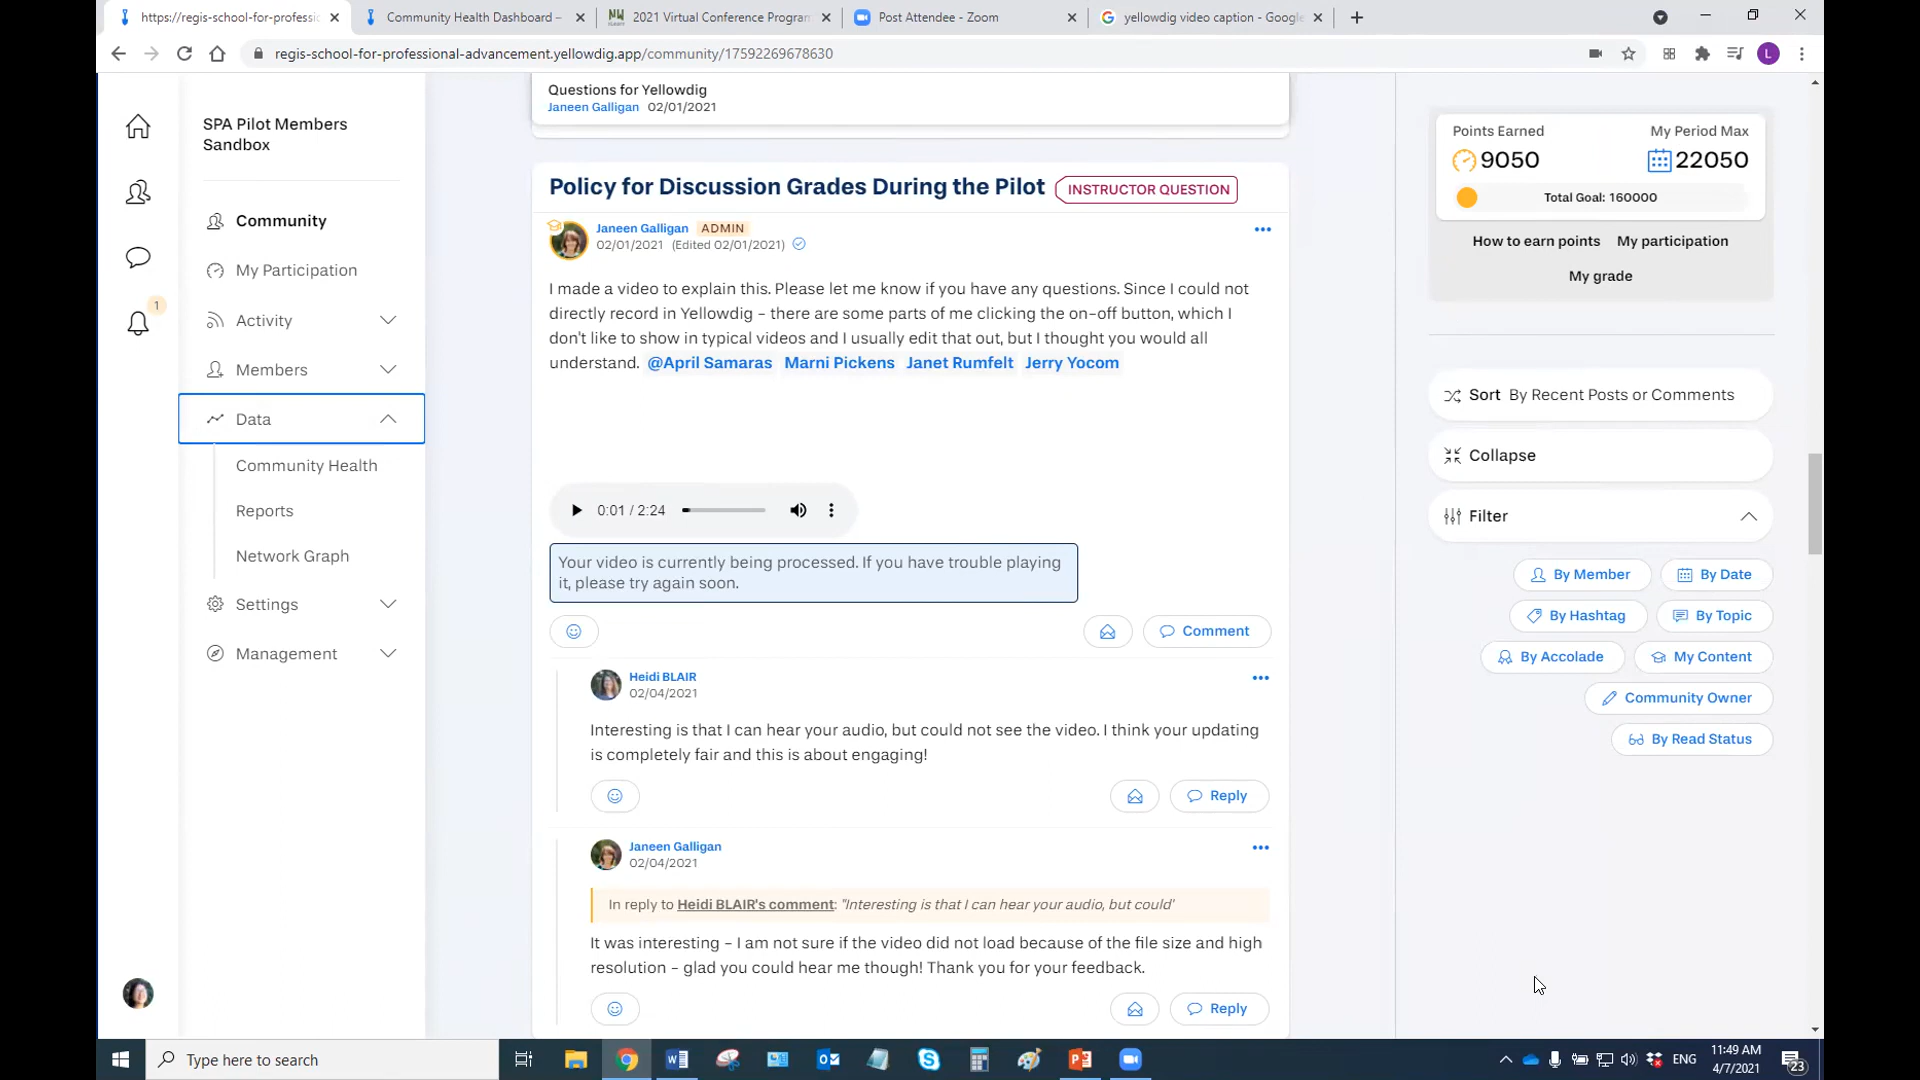 https://regis-school-for-professio
Community Health Dashboard –
2021 Virtual Conference Program
Post Attendee - Zoom
yellowdig video caption - Google
regis-school-for-professional-advancement.yellowdig.app/community/17592269678630
L
SPA Pilot Members
Sandbox
Community
My Participation
Activity
Members
Data
Community Health
Reports
Network Graph
Settings
Management
1
Questions for Yellowdig
Janeen Galligan 02/01/2021
Policy for Discussion Grades During the Pilot INSTRUCTOR QUESTION
Janeen Galligan ADMIN
02/01/2021 (Edited 02/01/2021)
I made a video to explain this. Please let me know if you have any questions. Since I could not
directly record in Yellowdig - there are some parts of me clicking the on-off button, which I
don't like to show in typical videos and I usually edit that out, but I thought you would all
understand. @April Samaras Marni Pickens Janet Rumfelt Jerry Yocom
0:01 / 2:24
Your video is currently being processed. If you have trouble playing
it, please try again soon.
Comment
Heidi BLAIR
02/04/2021
Interesting is that I can hear your audio, but could not see the video. I think your updating
is completely fair and this is about engaging!
Reply
Janeen Galligan
02/04/2021
In reply to Heidi BLAIR's comment: "Interesting is that I can hear your audio, but could'
It was interesting - I am not sure if the video did not load because of the file size and high
resolution - glad you could hear me though! Thank you for your feedback.
Reply
Points Earned My Period Max
9050 22050
Total Goal: 160000
How to earn points My participation
My grade
Sort By Recent Posts or Comments
Collapse
Filter
By Member By Date
By Hashtag By Topic
By Accolade My Content
Community Owner
By Read Status
Type here to search
ENG
11:49 AM
4/7/2021
23